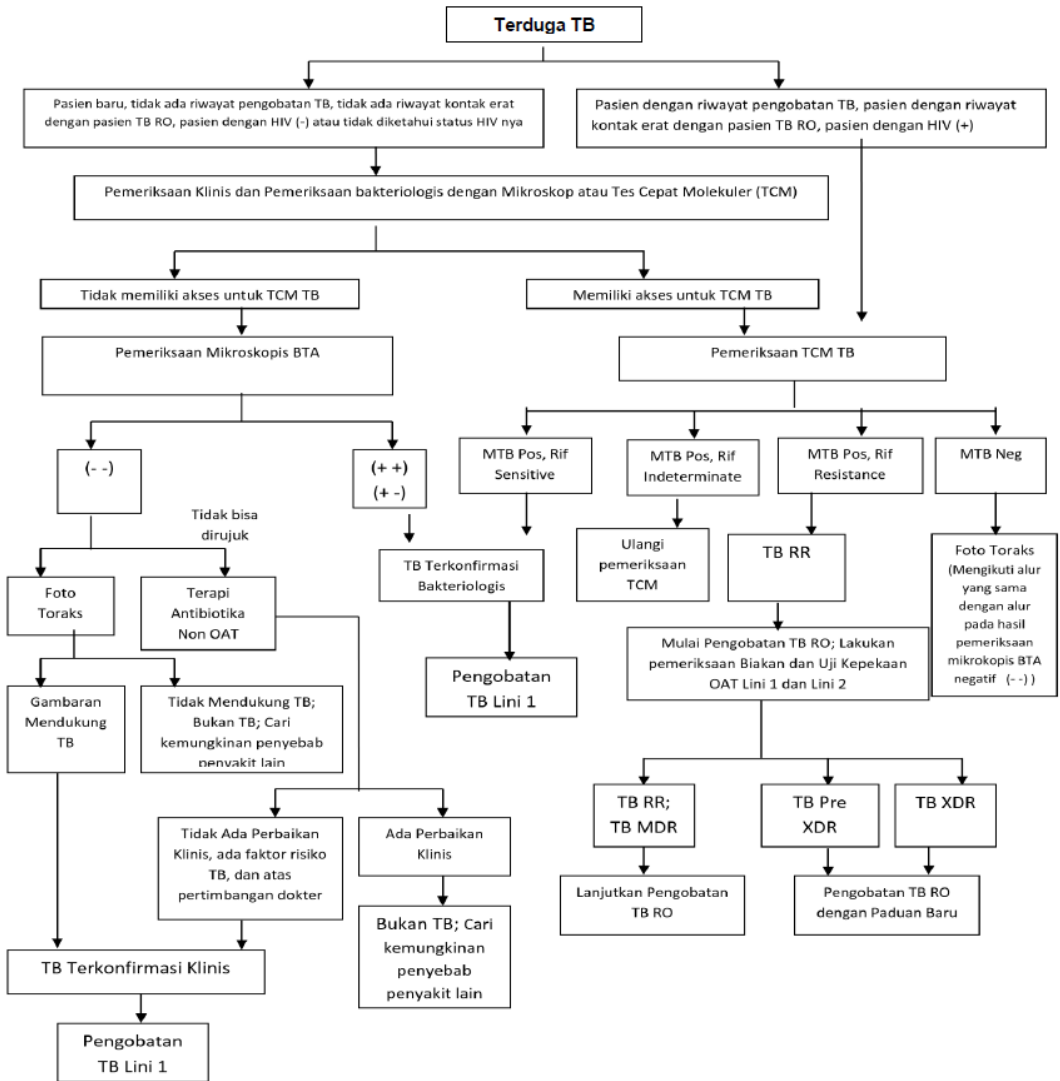 Terduga TB
Pasien baru, tidak ada riwayat pengobatan TB, tidak ada riwayat kontak erat
dengan pasien TB RO, pasien dengan HIV (-) atau tidak diketahui status HIV nya
Pasien dengan riwayat pengobatan TB, pasien dengan riwayat
kontak erat dengan pasien TB RO, pasien dengan HIV (+)
Pemeriksaan Klinis dan Pemeriksaan bakteriologis dengan Mikroskop atau Tes Cepat Molekuler (TCM)
Tidak memiliki akses untuk TCM TB
Memiliki akses untuk TCM TB
Pemeriksaan Mikroskopis BTA
Pemeriksaan TCM TB
(- -)
(+ +)
(+ -)
MTB Pos, Rif
Sensitive
MTB Pos, Rif
Indeterminate
MTB Pos, Rif
Resistance
MTB Neg
Tidak bisa
dirujuk
Foto
Toraks
Terapi
Antibiotika
Non OAT
TB Terkonfirmasi
Bakteriologis
Ulangi
pemeriksaan
TCM
TB RR
Foto Toraks
(Mengikuti alur
yang sama
dengan alur
pada hasil
pemeriksaan
mikrokopis BTA
negatif (- -) )
Mulai Pengobatan TB RO; Lakukan
pemeriksaan Biakan dan Uji Kepekaan
OAT Lini 1 dan Lini 2
Pengobatan
TB Lini 1
Gambaran
Mendukung
TB
Tidak Mendukung TB;
Bukan TB; Cari
kemungkinan penyebab
penyakit lain
TB RR;
TB MDR
TB Pre
XDR
TB XDR
Tidak Ada Perbaikan
Klinis, ada faktor risiko
TB, dan atas
pertimbangan dokter
Ada Perbaikan
Klinis
Lanjutkan Pengobatan
TB RO
Pengobatan TB RO
dengan Paduan Baru
Bukan TB; Cari
kemungkinan
penyebab
penyakit lain
TB Terkonfirmasi Klinis
Pengobatan
TB Lini 1